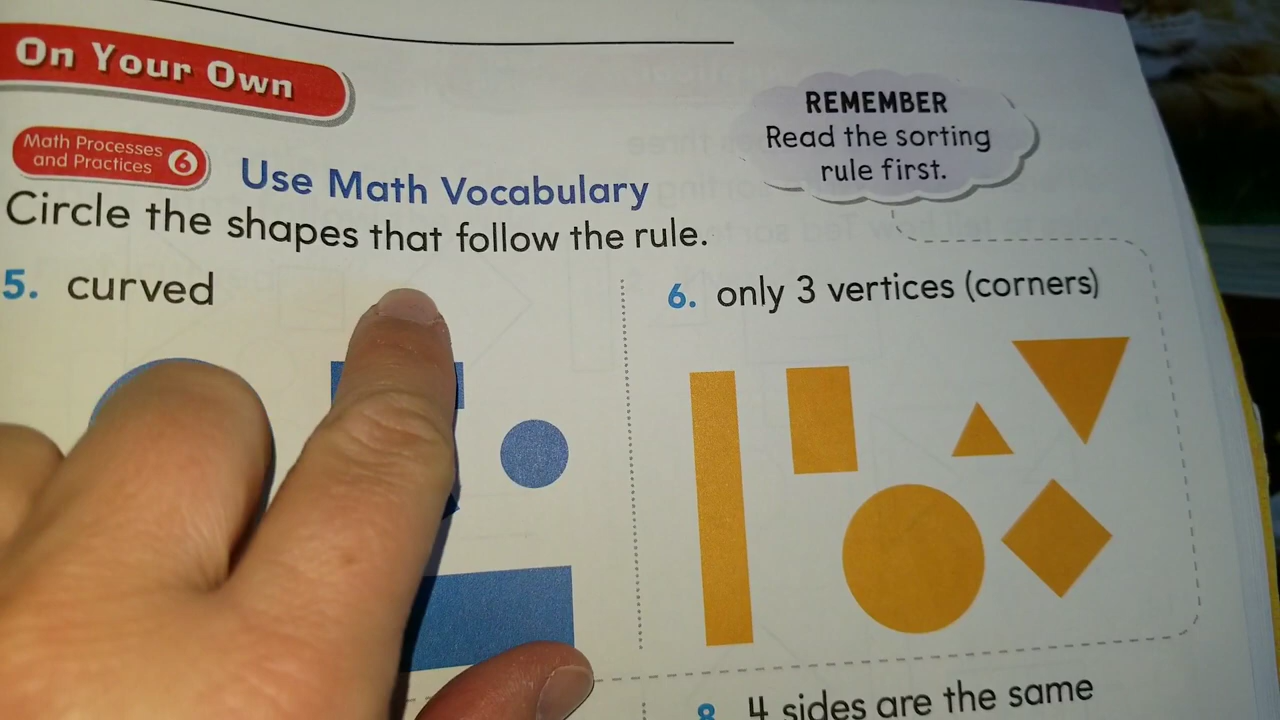 On Your Own
Math Processes
and Practices 6
Use Math Vocabulary
REMEMBER
Read the sorting
rule first.
Circle the shapes that follow the rule.
5. curved
6. only 3 vertices (corners)
8 4 sides are the same